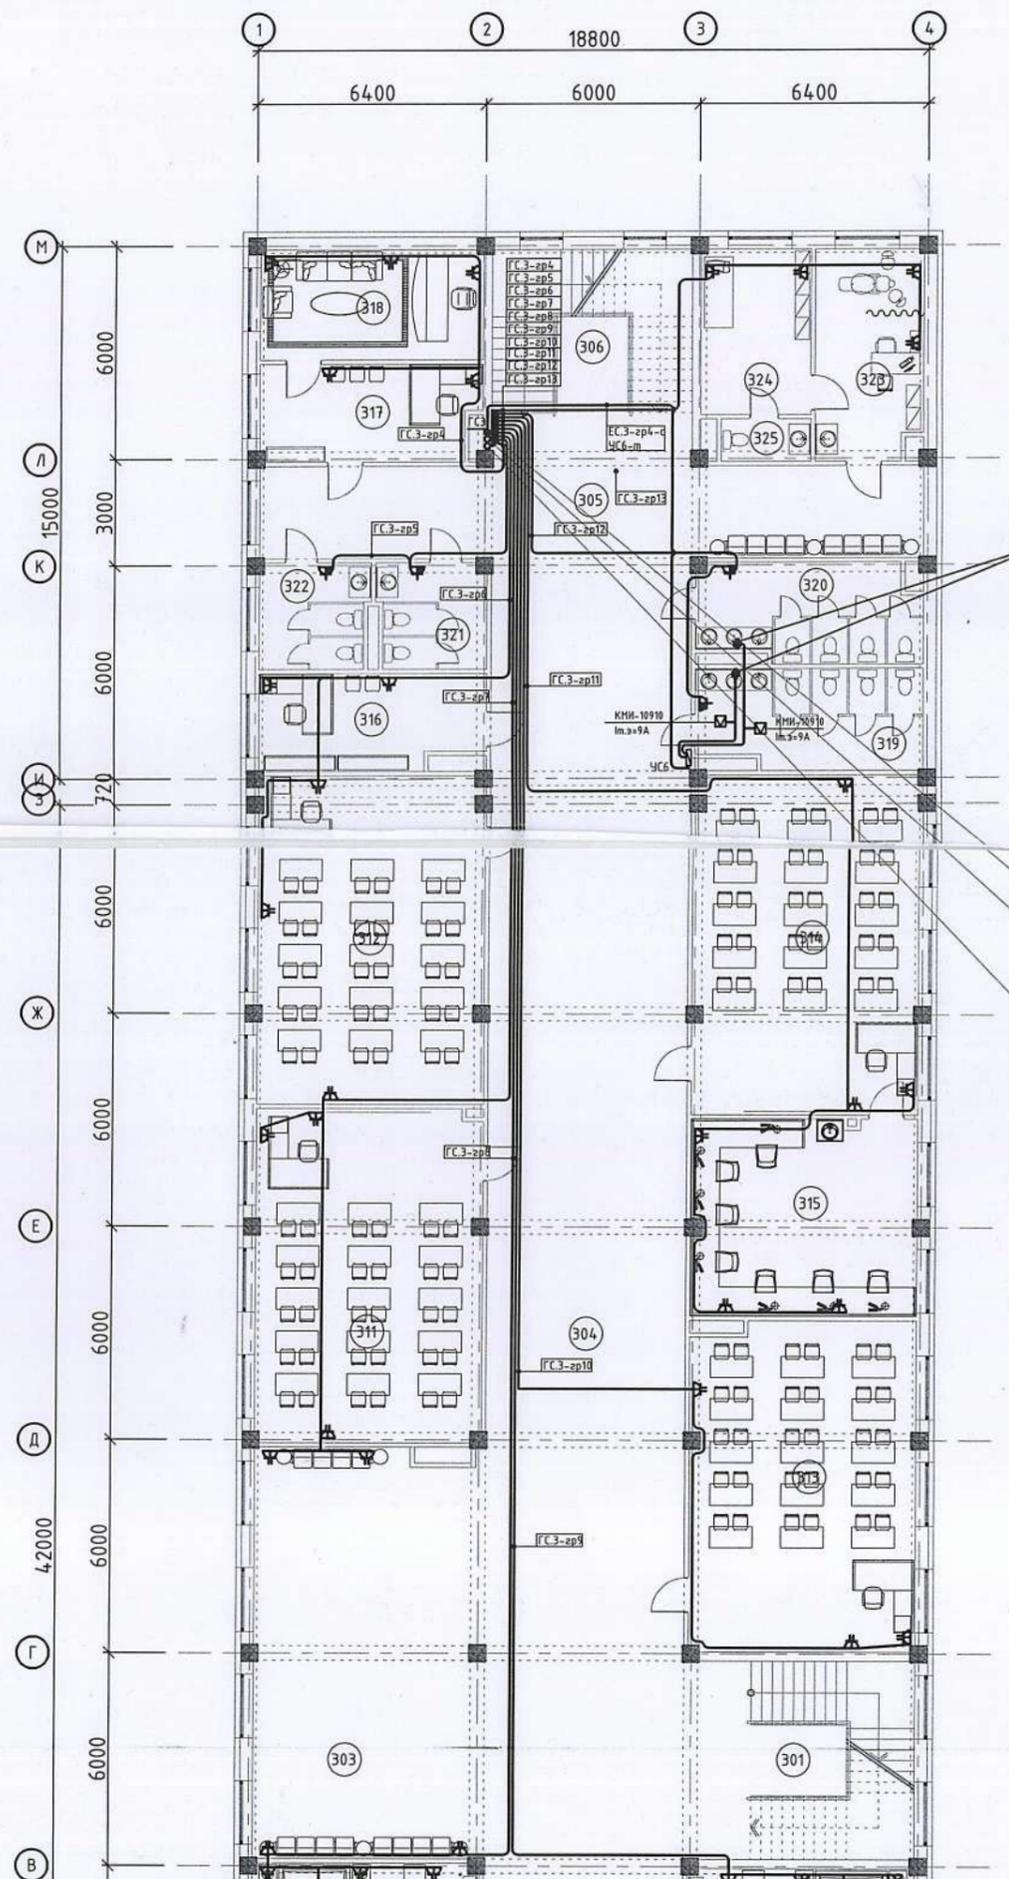 1 2 3 4
18800
6400 6000 6400
М
ГС.3-гр4
ГС.3-гр5
ГС.3-гр6
ГС.3-гр7
ГС.3-гр8
ГС.3-гр9
ГС.3-гр10
ГС.3-гр11
ГС.3-гр12
ГС.3-гр13
318
306
6000
324 323
317
325
ГС3
ГС.3-гр4
ЕС.3-гр4-с
УС6-т
Л
305
ГС.3-гр13
15000
3000
ГС.3-гр5
ГС.3-гр12
К
322
320
ГС.3-гр6
321
6000
ГС.3-гр11
ГС.3-гр7
316
КМИ-10910
Iт.э=9А
КМИ-10910
Iт.э=9А
319
УС6
И
720
З
6000
312
314
Ж
6000
ГС.3-гр8
315
Е
6000
311
304
ГС.3-гр10
Д
313
42000
6000
ГС.3-гр9
Г
6000
303
301
В